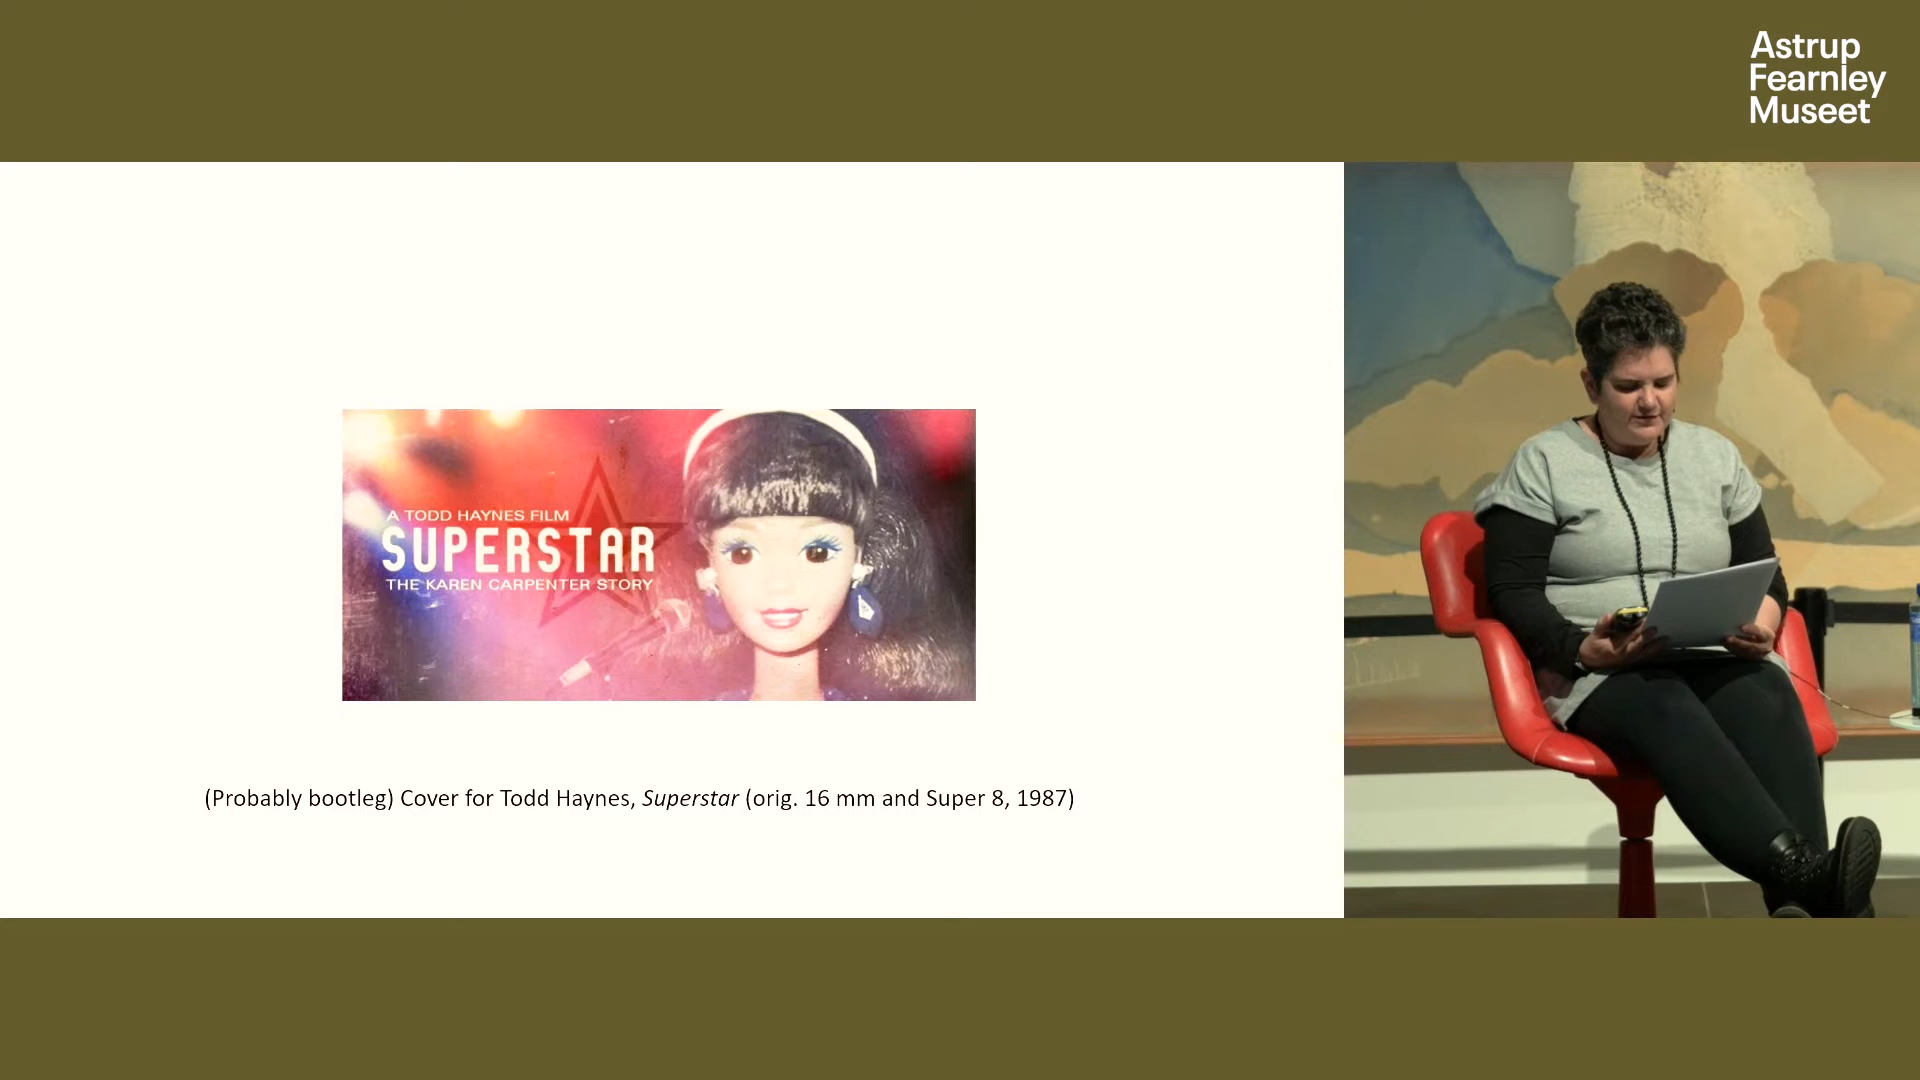 Astrup
Fearnley
Museet
A TODD HAYNES FILM
SUPERSTAR
THE KAREN CARPENTER STORY
(Probably bootleg) Cover for Todd Haynes, Superstar (orig. 16 mm and Super 8, 1987)